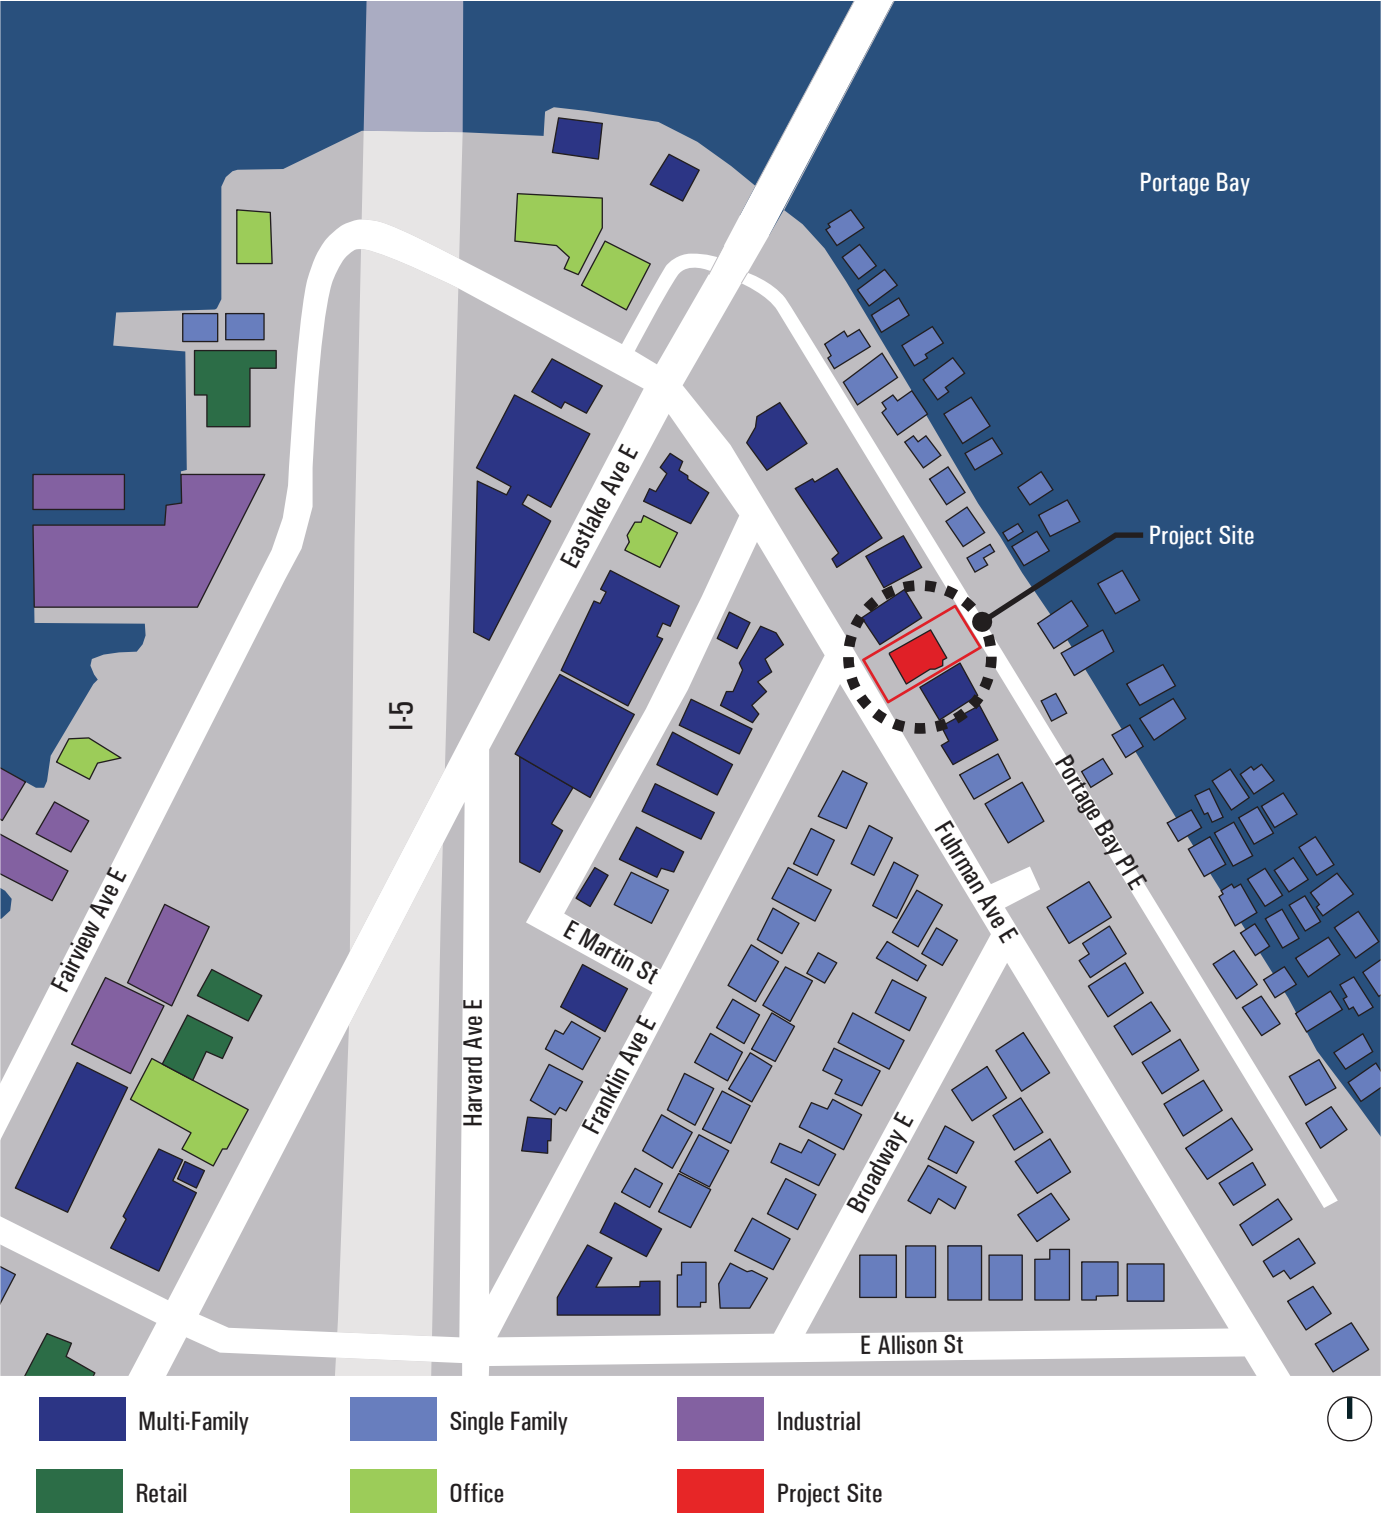 Portage Bay
Eastlake Ave E
Project Site
I-5
Portage Bay Pl E
Fuhrman Ave E
Fairview Ave E
E Martin St
Harvard Ave E
Franklin Ave E
Broadway E
E Allison St
Multi-Family
Single Family
Industrial
Retail
Office
Project Site